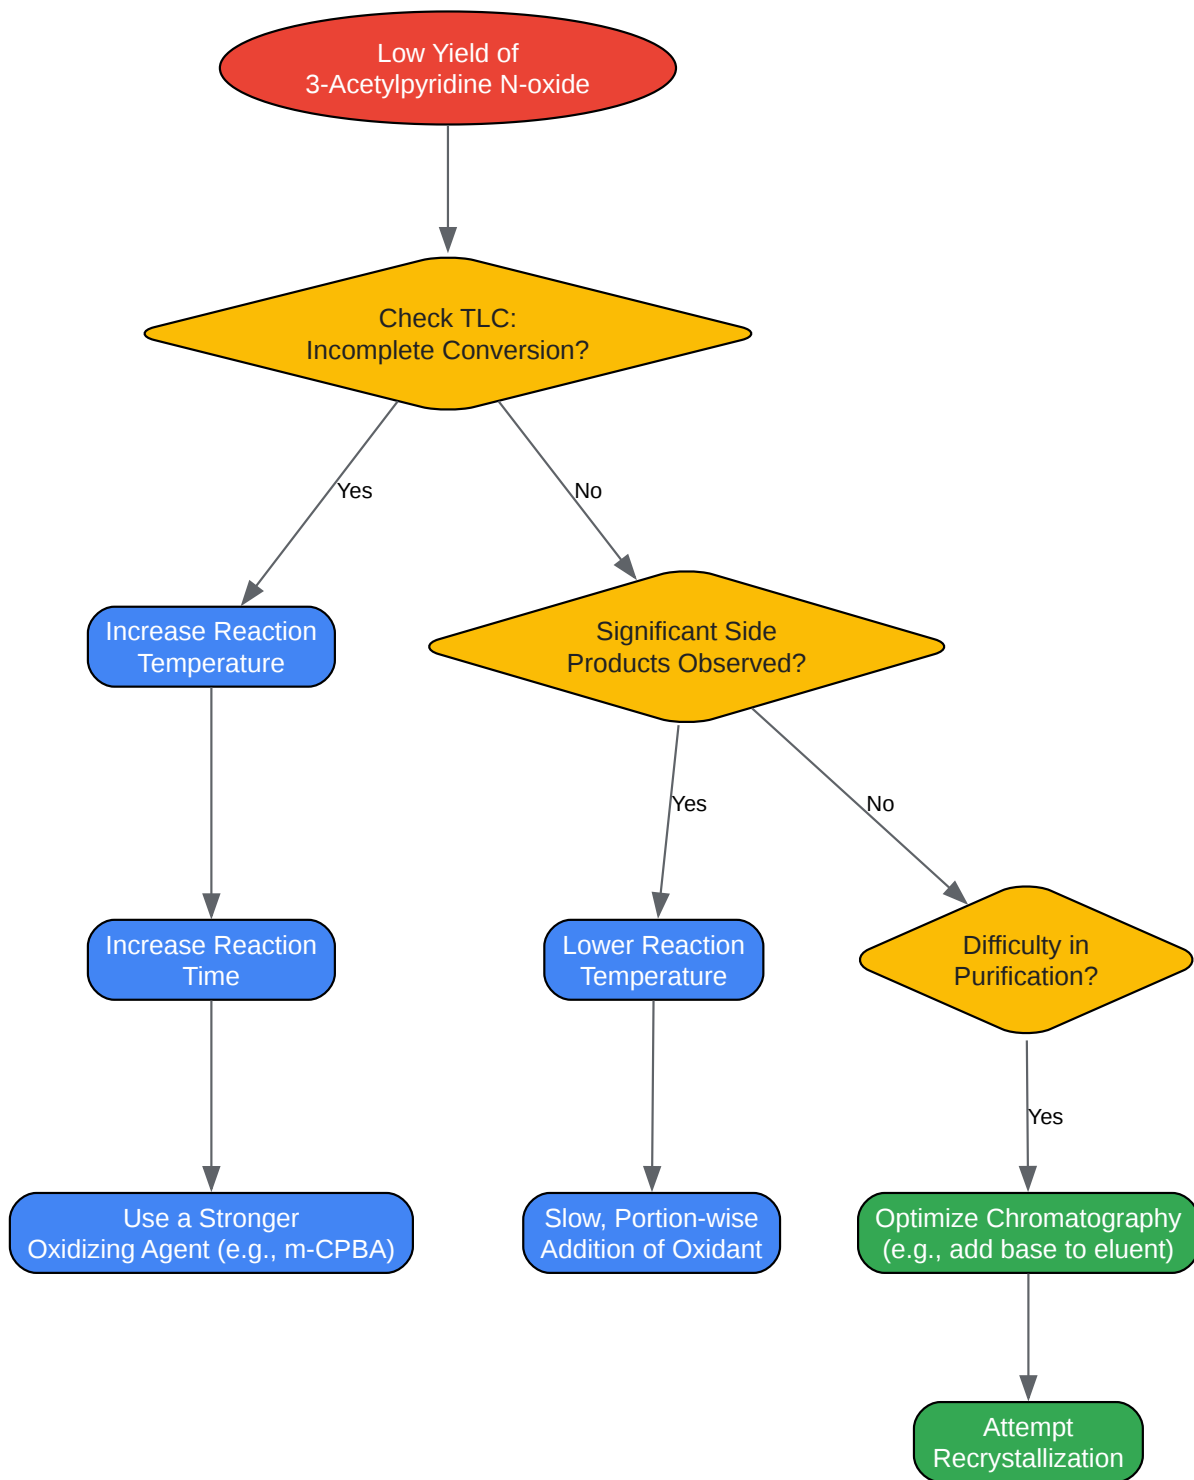 Low Yield of
3-Acetylpyridine N-oxide
Check TLC:
Incomplete Conversion?
Yes
No
Increase Reaction
Temperature
Significant Side
Products Observed?
Yes
No
Increase Reaction
Time
Lower Reaction
Temperature
Difficulty in
Purification?
Yes
Use a Stronger
Oxidizing Agent (e.g., m-CPBA)
Slow, Portion-wise
Addition of Oxidant
Optimize Chromatography
(e.g., add base to eluent)
Attempt
Recrystallization